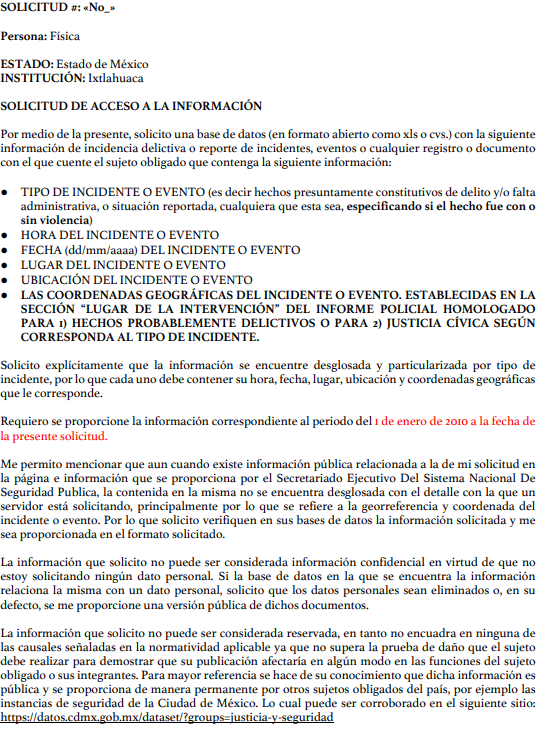 SOLICITUD #: «No_»
Persona: Física
ESTADO: Estado de México
INSTITUCIÓN: Ixtlahuaca
SOLICITUD DE ACCESO A LA INFORMACIÓN
Por medio de la presente, solicito una base de datos (en formato abierto como xls o cvs.) con la siguiente
información de incidencia delictiva o reporte de incidentes, eventos o cualquier registro o documento
con el que cuente el sujeto obligado que contenga la siguiente información:
● TIPO DE INCIDENTE O EVENTO (es decir hechos presuntamente constitutivos de delito y/o falta
administrativa, o situación reportada, cualquiera que esta sea, especificando si el hecho fue con o
sin violencia)
● HORA DEL INCIDENTE O EVENTO
● FECHA (dd/mm/aaaa) DEL INCIDENTE O EVENTO
● LUGAR DEL INCIDENTE O EVENTO
● UBICACIÓN DEL INCIDENTE O EVENTO
● LAS COORDENADAS GEOGRÁFICAS DEL INCIDENTE O EVENTO. ESTABLECIDAS EN LA
SECCIÓN “LUGAR DE LA INTERVENCIÓN” DEL INFORME POLICIAL HOMOLOGADO
PARA 1) HECHOS PROBABLEMENTE DELICTIVOS O PARA 2) JUSTICIA CÍVICA SEGÚN
CORRESPONDA AL TIPO DE INCIDENTE.
Solicito explícitamente que la información se encuentre desglosada y particularizada por tipo de
incidente, por lo que cada uno debe contener su hora, fecha, lugar, ubicación y coordenadas geográficas
que le corresponde.
Requiero se proporcione la información correspondiente al periodo del 1 de enero de 2010 a la fecha de
la presente solicitud.
Me permito mencionar que aun cuando existe información pública relacionada a la de mi solicitud en
la página e información que se proporciona por el Secretariado Ejecutivo Del Sistema Nacional De
Seguridad Publica, la contenida en la misma no se encuentra desglosada con el detalle con la que un
servidor está solicitando, principalmente por lo que se refiere a la georreferencia y coordenada del
incidente o evento. Por lo que solicito verifiquen en sus bases de datos la información solicitada y me
sea proporcionada en el formato solicitado.
La información que solicito no puede ser considerada información confidencial en virtud de que no
estoy solicitando ningún dato personal. Si la base de datos en la que se encuentra la información
relaciona la misma con un dato personal, solicito que los datos personales sean eliminados o, en su
defecto, se me proporcione una versión pública de dichos documentos.
La información que solicito no puede ser considerada reservada, en tanto no encuadra en ninguna de
las causales señaladas en la normatividad aplicable ya que no supera la prueba de daño que el sujeto
debe realizar para demostrar que su publicación afectaría en algún modo en las funciones del sujeto
obligado o sus integrantes. Para mayor referencia se hace de su conocimiento que dicha información es
pública y se proporciona de manera permanente por otros sujetos obligados del país, por ejemplo las
instancias de seguridad de la Ciudad de México. Lo cual puede ser corroborado en el siguiente sitio:
https://datos.cdmx.gob.mx/dataset/?groups=justicia-y-seguridad